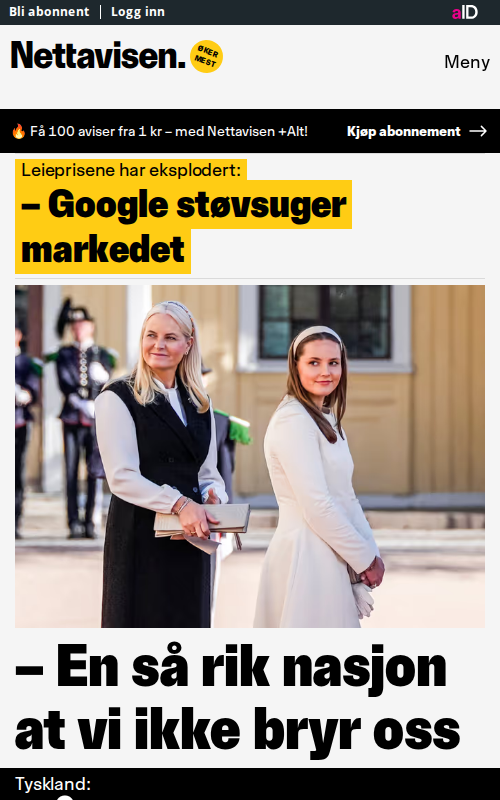 Bli abonnent | Logg inn
aID
Nettavisen.
ØKER
MEST
Meny
🔥 Få 100 aviser fra 1 kr – med Nettavisen +Alt!
Kjøp abonnement →
Leieprisene har eksplodert:
– Google støvsuger
markedet
– En så rik nasjon
at vi ikke bryr oss
Tyskland: